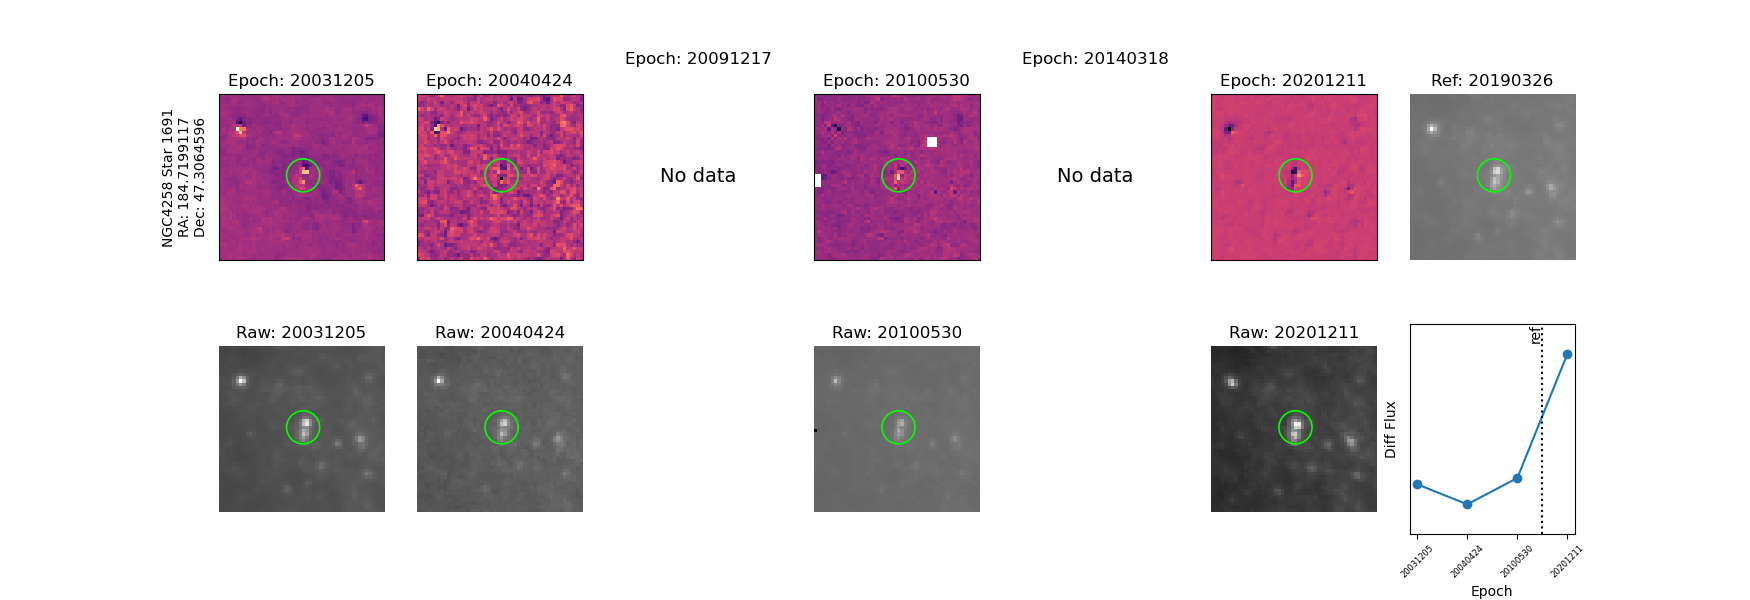 NGC4258 Star 1691
RA: 184.7199117
Dec: 47.3064596
Epoch: 20031205
Epoch: 20040424
Epoch: 20091217
No data
Epoch: 20100530
Epoch: 20140318
No data
Epoch: 20201211
Ref: 20190326
Raw: 20031205
Raw: 20040424
Raw: 20100530
Raw: 20201211
Diff Flux
ref
20031205
20040424
20100530
20201211
Epoch